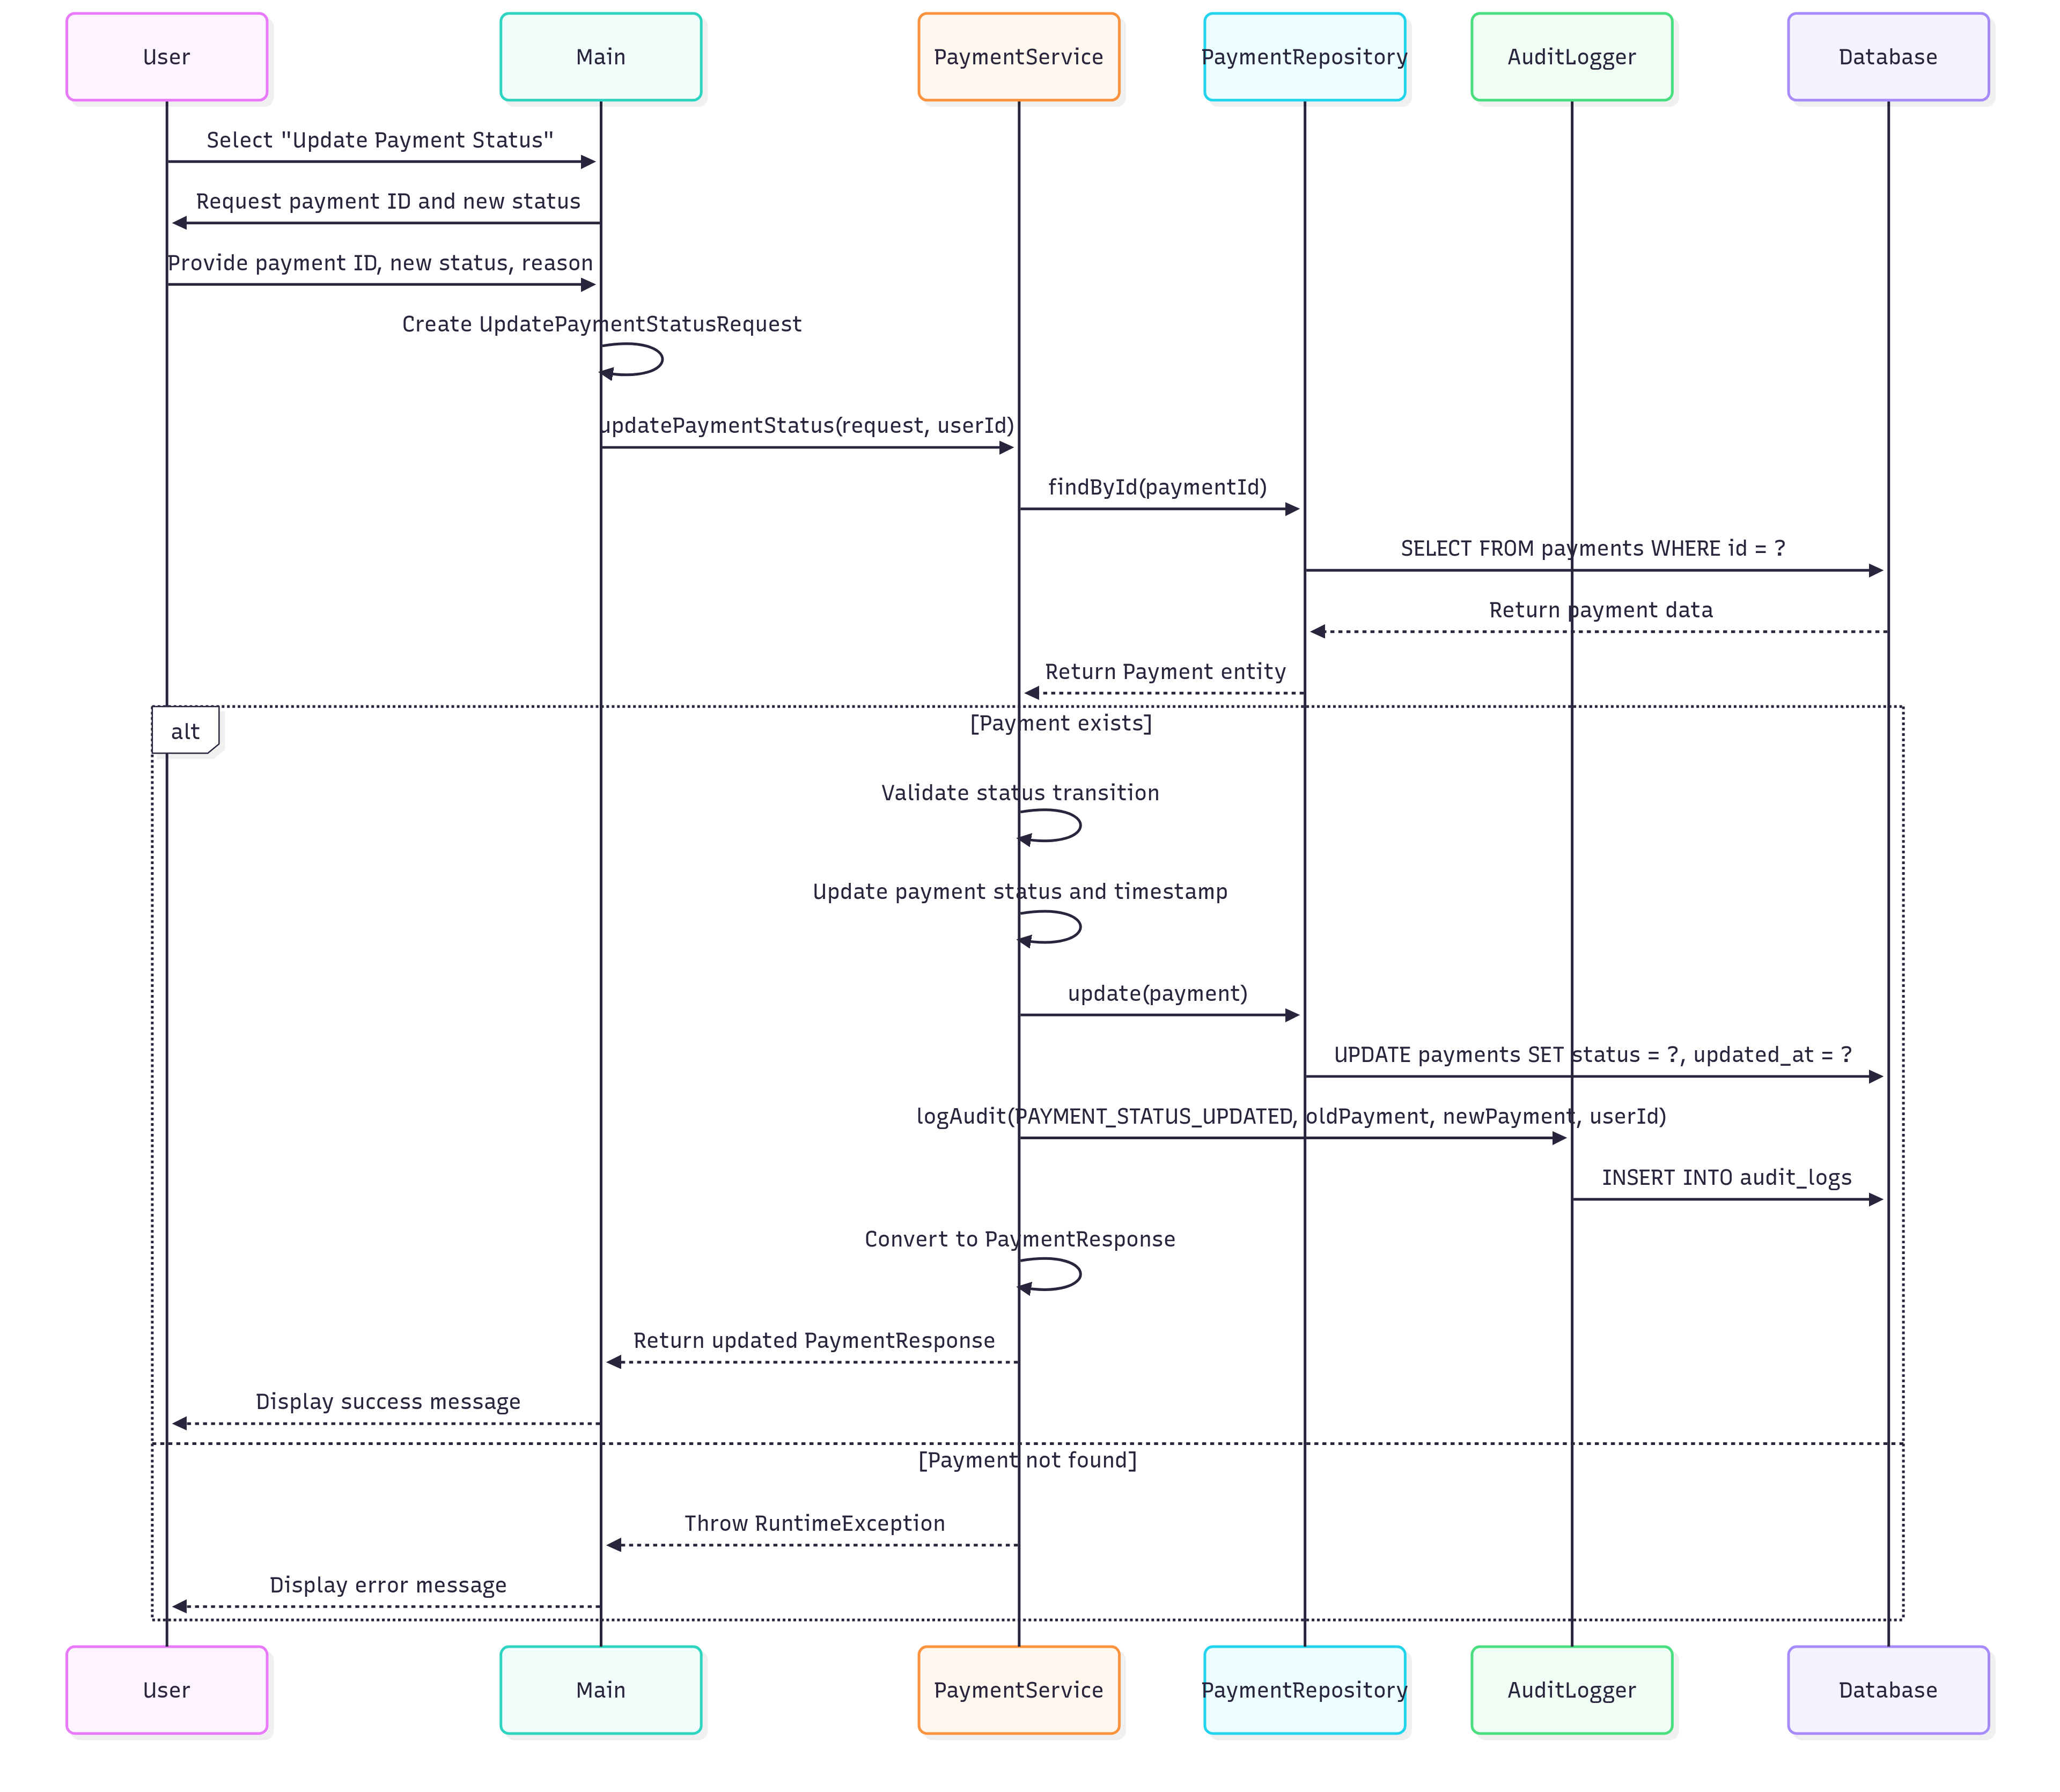 User
Main
PaymentService
PaymentRepository
AuditLogger
Database
Select "Update Payment Status"
Request payment ID and new status
Provide payment ID, new status, reason
Create UpdatePaymentStatusRequest
updatePaymentStatus(request, userId)
findById(paymentId)
SELECT FROM payments WHERE id = ?
Return payment data
Return Payment entity
alt
[Payment exists]
Validate status transition
Update payment status and timestamp
update(payment)
UPDATE payments SET status = ?, updated_at = ?
logAudit(PAYMENT_STATUS_UPDATED, oldPayment, newPayment, userId)
INSERT INTO audit_logs
Convert to PaymentResponse
Return updated PaymentResponse
Display success message
[Payment not found]
Throw RuntimeException
Display error message
User
Main
PaymentService
PaymentRepository
AuditLogger
Database